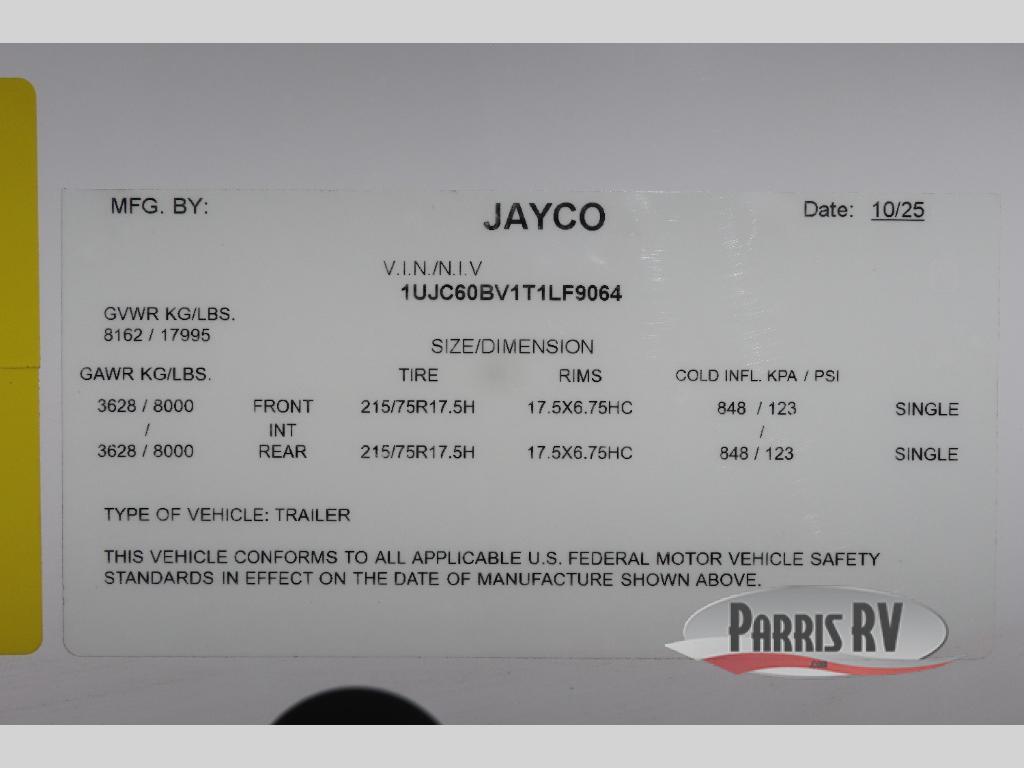 MFG. BY: JAYCO Date: 10/25
V.I.N./N.I.V
1UJC60BV1T1LF9064
GVWR KG/LBS.
8162 / 17995
SIZE/DIMENSION
GAWR KG/LBS. TIRE RIMS COLD INFL. KPA / PSI
3628 / 8000 FRONT 215/75R17.5H 17.5X6.75HC 848 / 123 SINGLE
/ INT /
3628 / 8000 REAR 215/75R17.5H 17.5X6.75HC 848 / 123 SINGLE
TYPE OF VEHICLE: TRAILER
THIS VEHICLE CONFORMS TO ALL APPLICABLE U.S. FEDERAL MOTOR VEHICLE SAFETY
STANDARDS IN EFFECT ON THE DATE OF MANUFACTURE SHOWN ABOVE.
PARRIS RV
.com